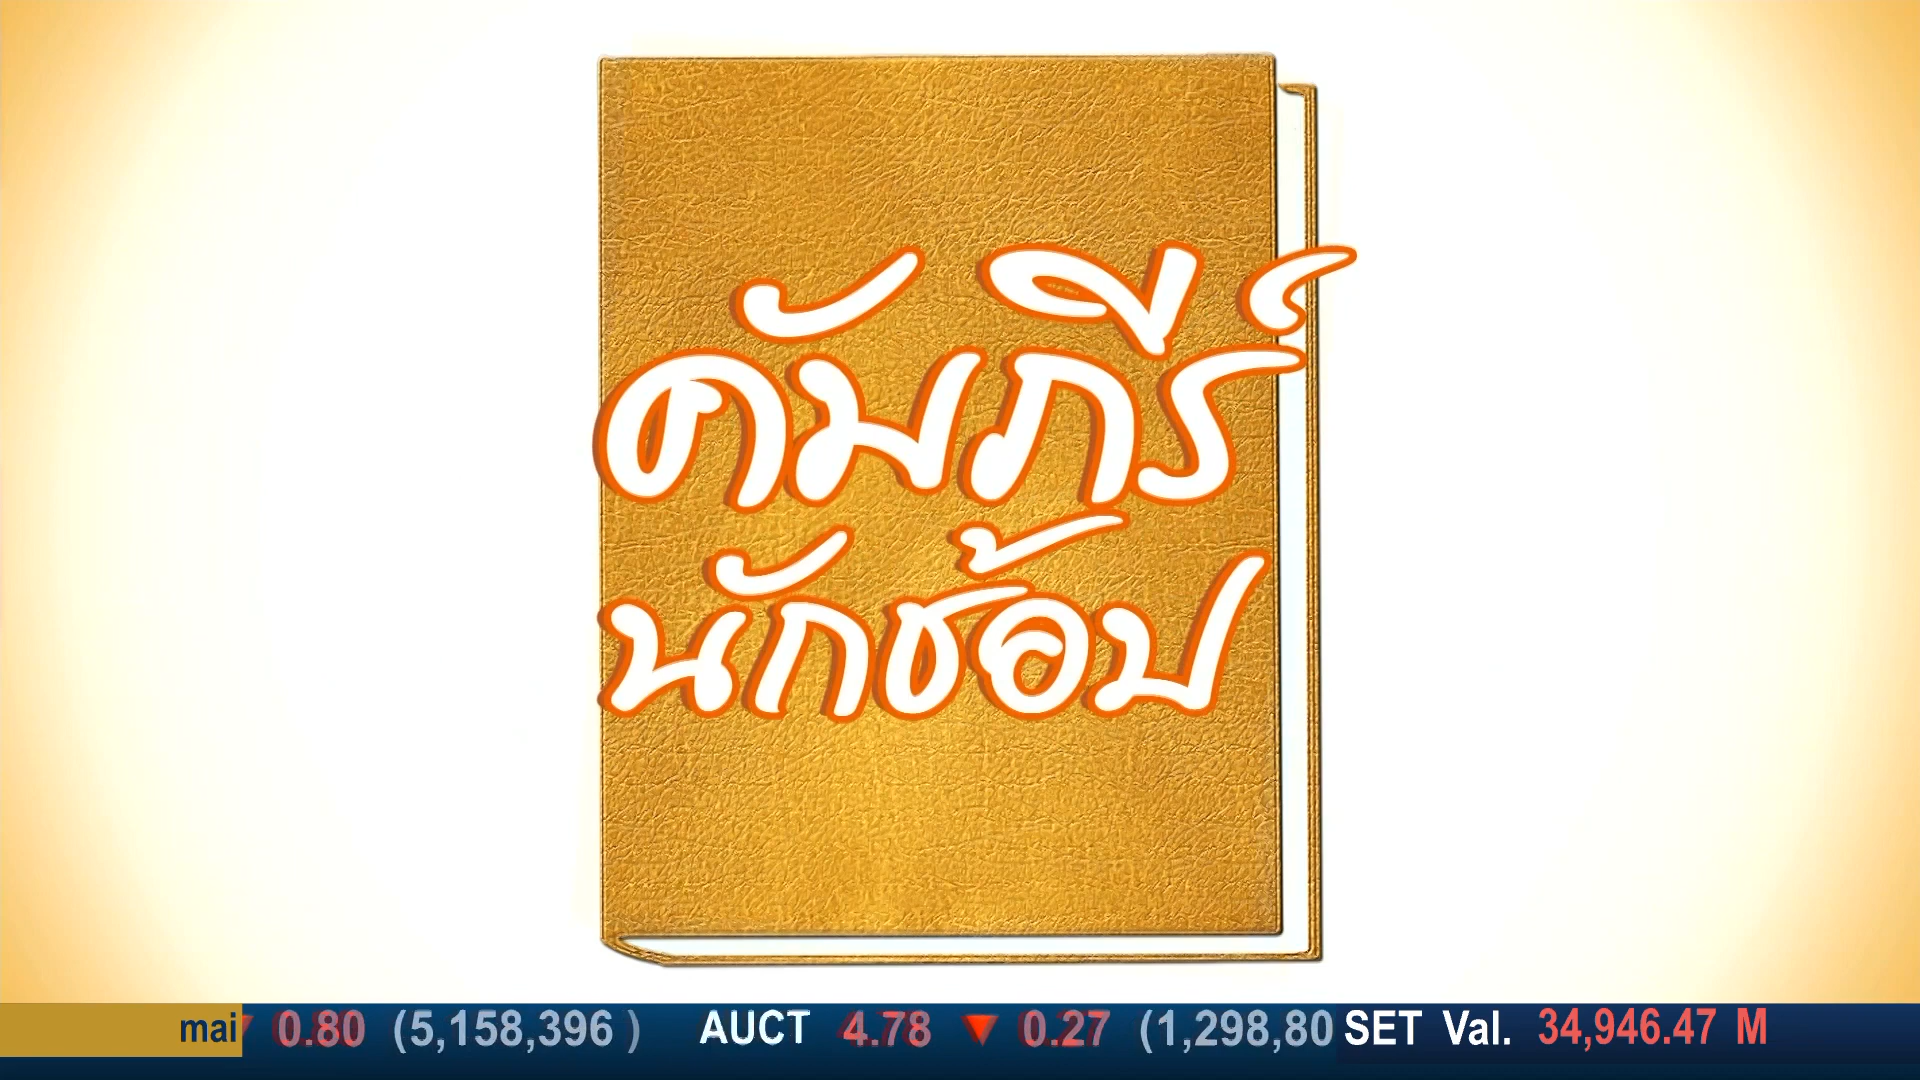 คัมภีร์
นักช้อป
mai 0.80 (5,158,396 ) AUCT 4.78 ▼ 0.27 (1,298,80 SET Val. 34,946.47 M